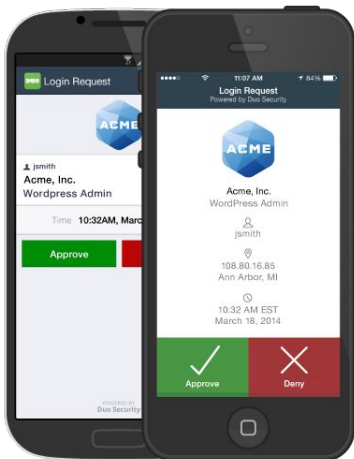 DUO Login Request
ACME
jsmith
Acme, Inc.
Wordpress Admin
Time 10:32AM, Marc
Approve
POWERED BY
Duo Security
11:07 AM
84%
Login Request
Powered by Duo Security
ACME
Acme, Inc.
WordPress Admin
jsmith
108.80.16.85
Ann Arbor, MI
10:32 AM EST
March 18, 2014
Approve
Deny